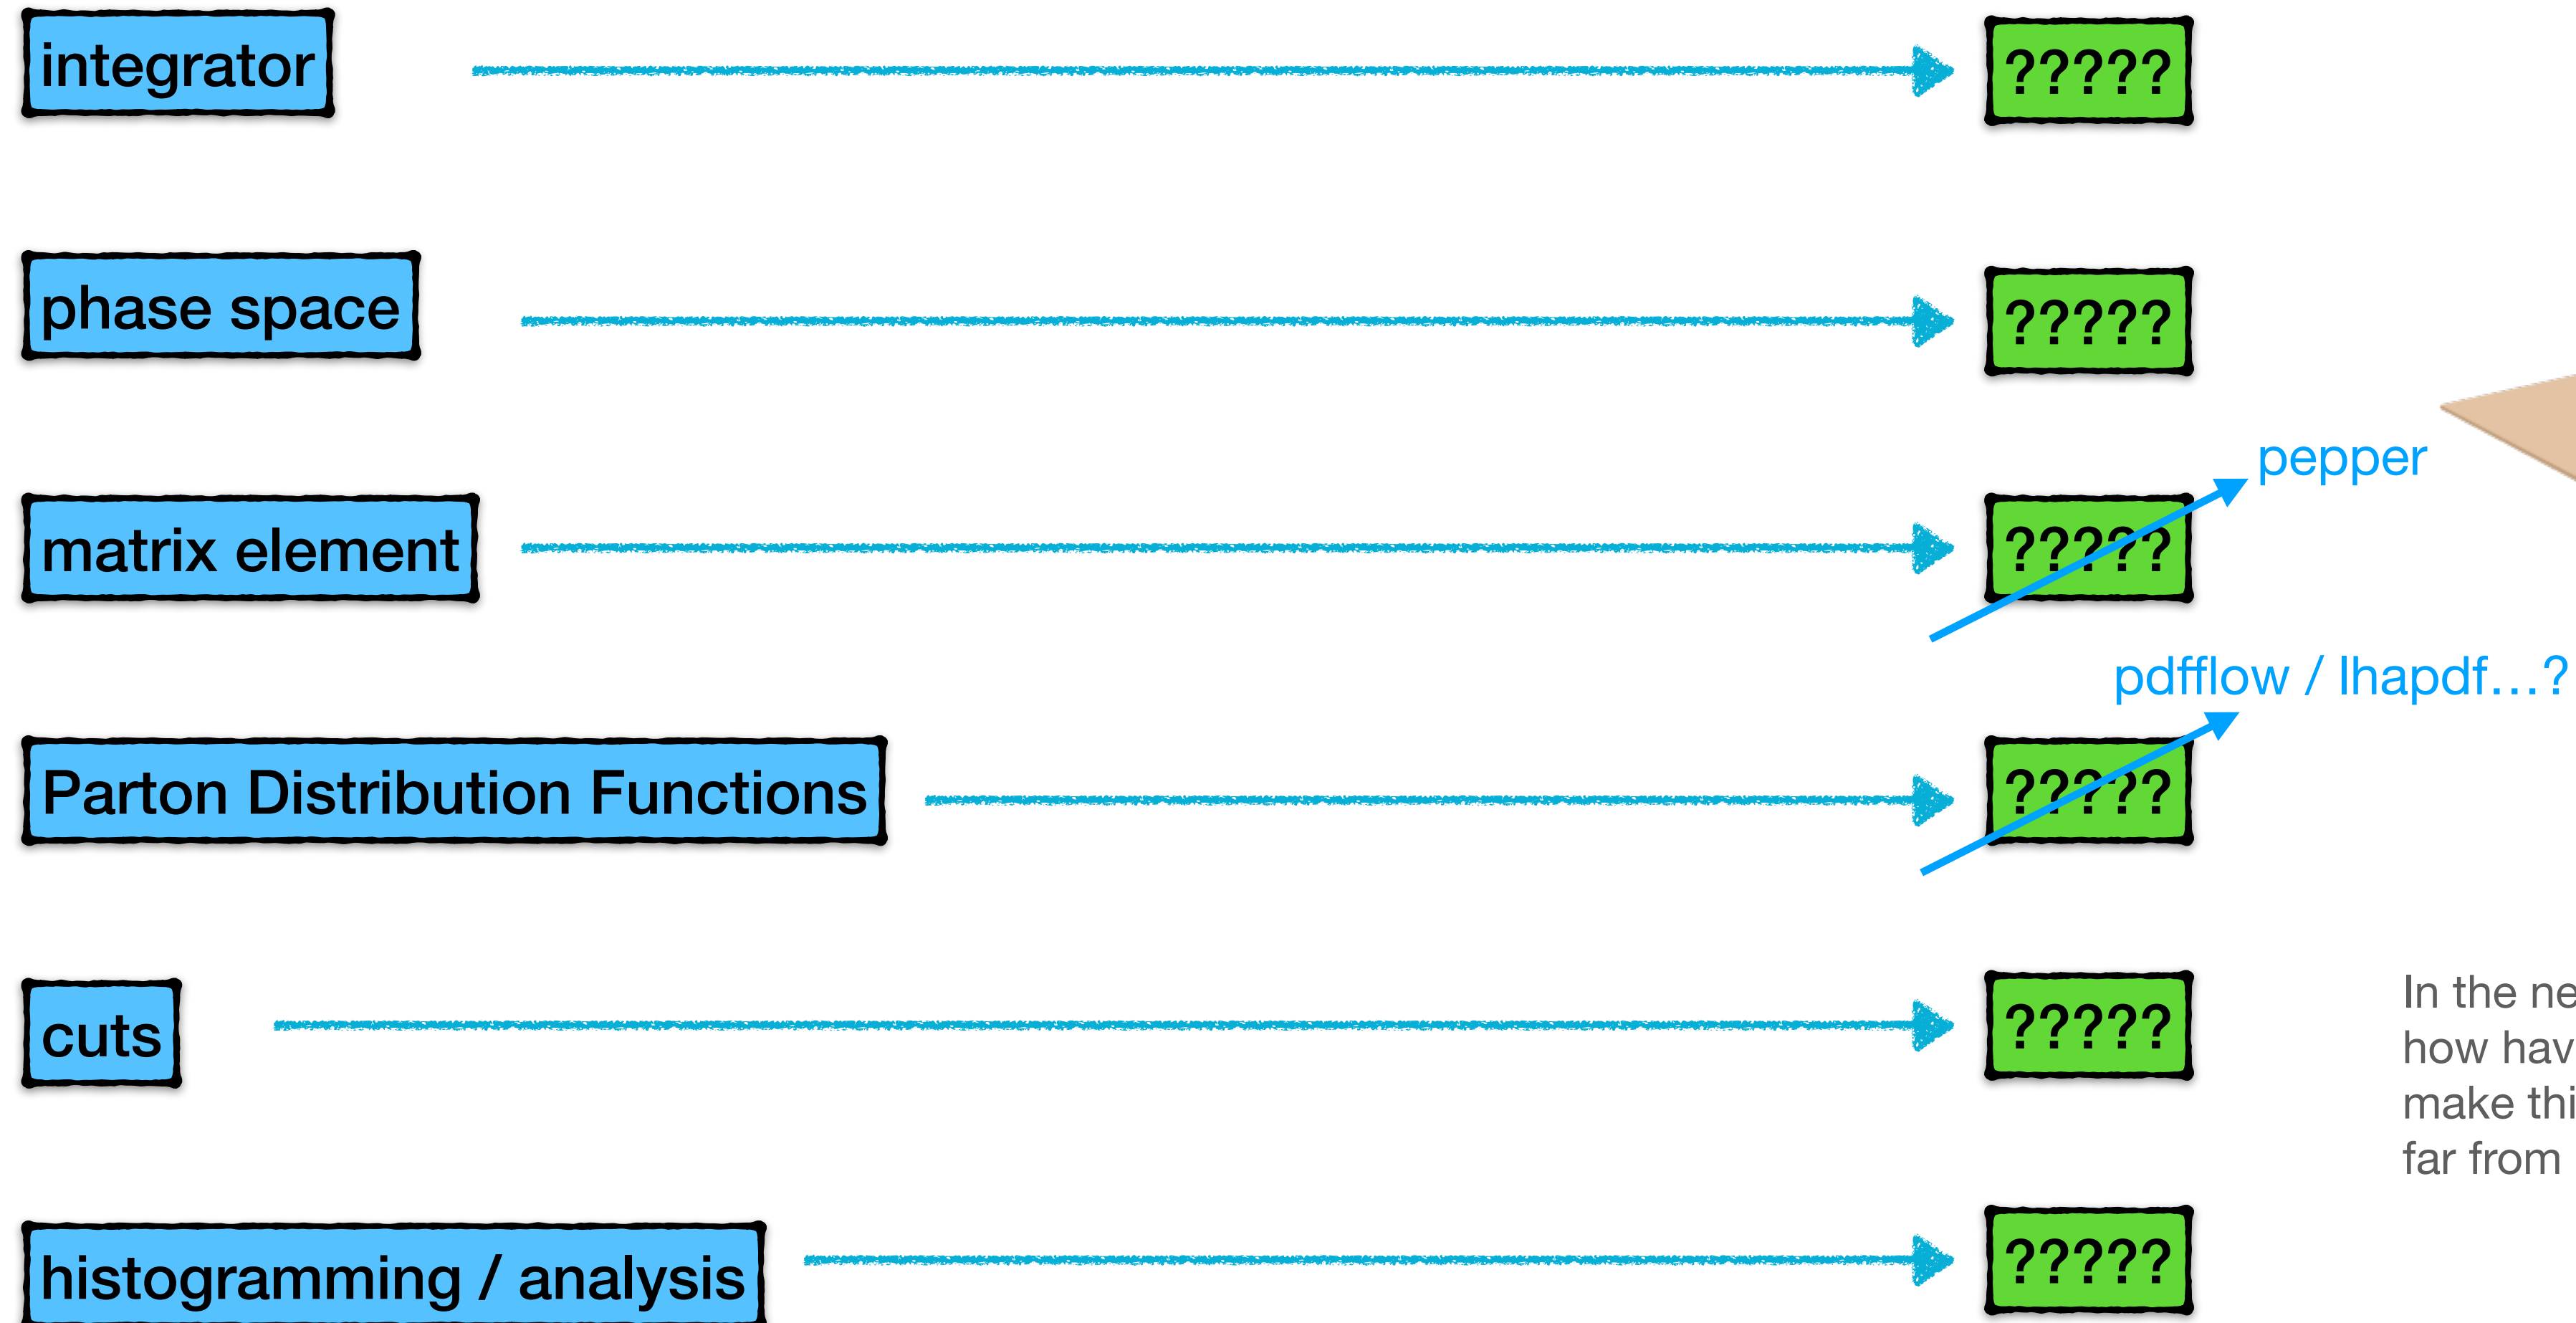 integrator
?????
phase space
?????
pepper
matrix element
?????
pdfflow / lhapdf…?
Parton Distribution Functions
?????
cuts
?????
In the ne
how hav
make thi
far from
histogramming / analysis
?????